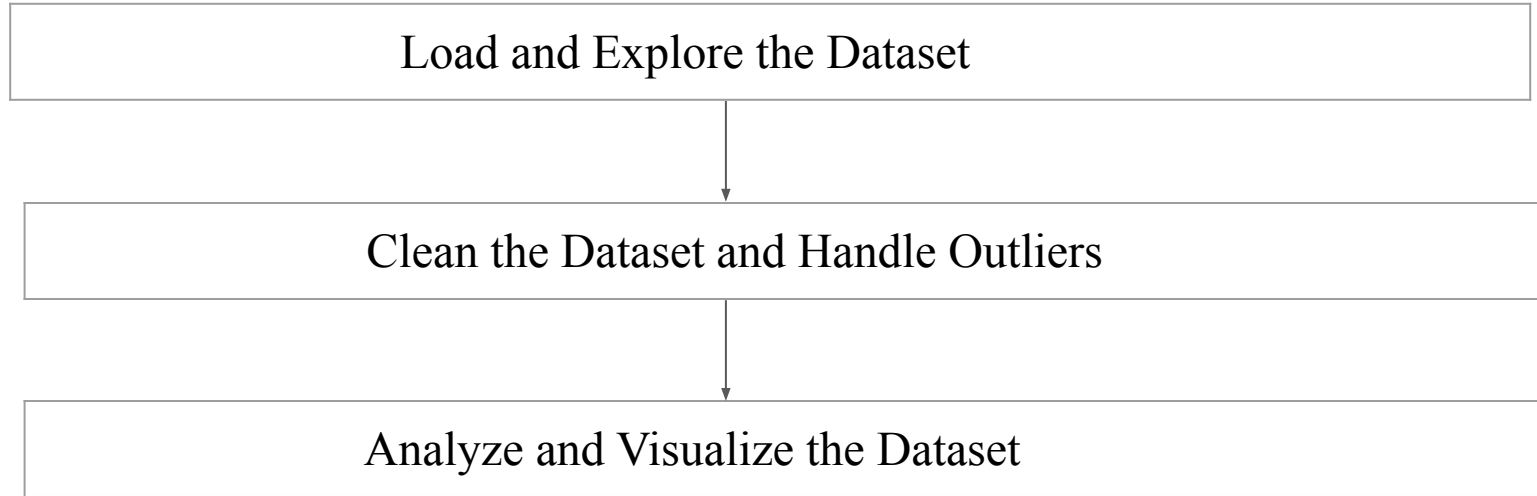 Load and Explore the Dataset
Clean the Dataset and Handle Outliers
Analyze and Visualize the Dataset